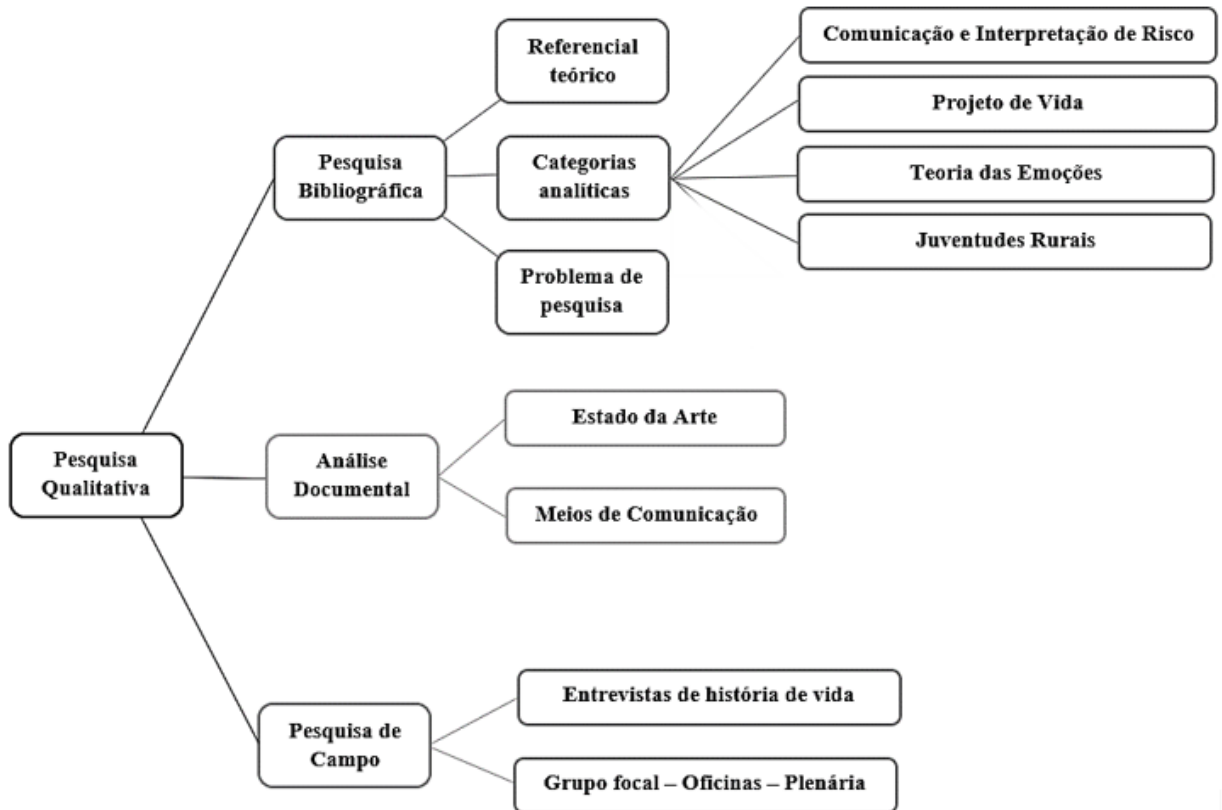 Referencial
teórico
Comunicação e Interpretação de Risco
Projeto de Vida
Pesquisa
Bibliográfica
Categorias
analíticas
Teoria das Emoções
Juventudes Rurais
Problema de
pesquisa
Estado da Arte
Pesquisa
Qualitativa
Análise
Documental
Meios de Comunicação
Entrevistas de história de vida
Pesquisa de
Campo
Grupo focal – Oficinas – Plenária